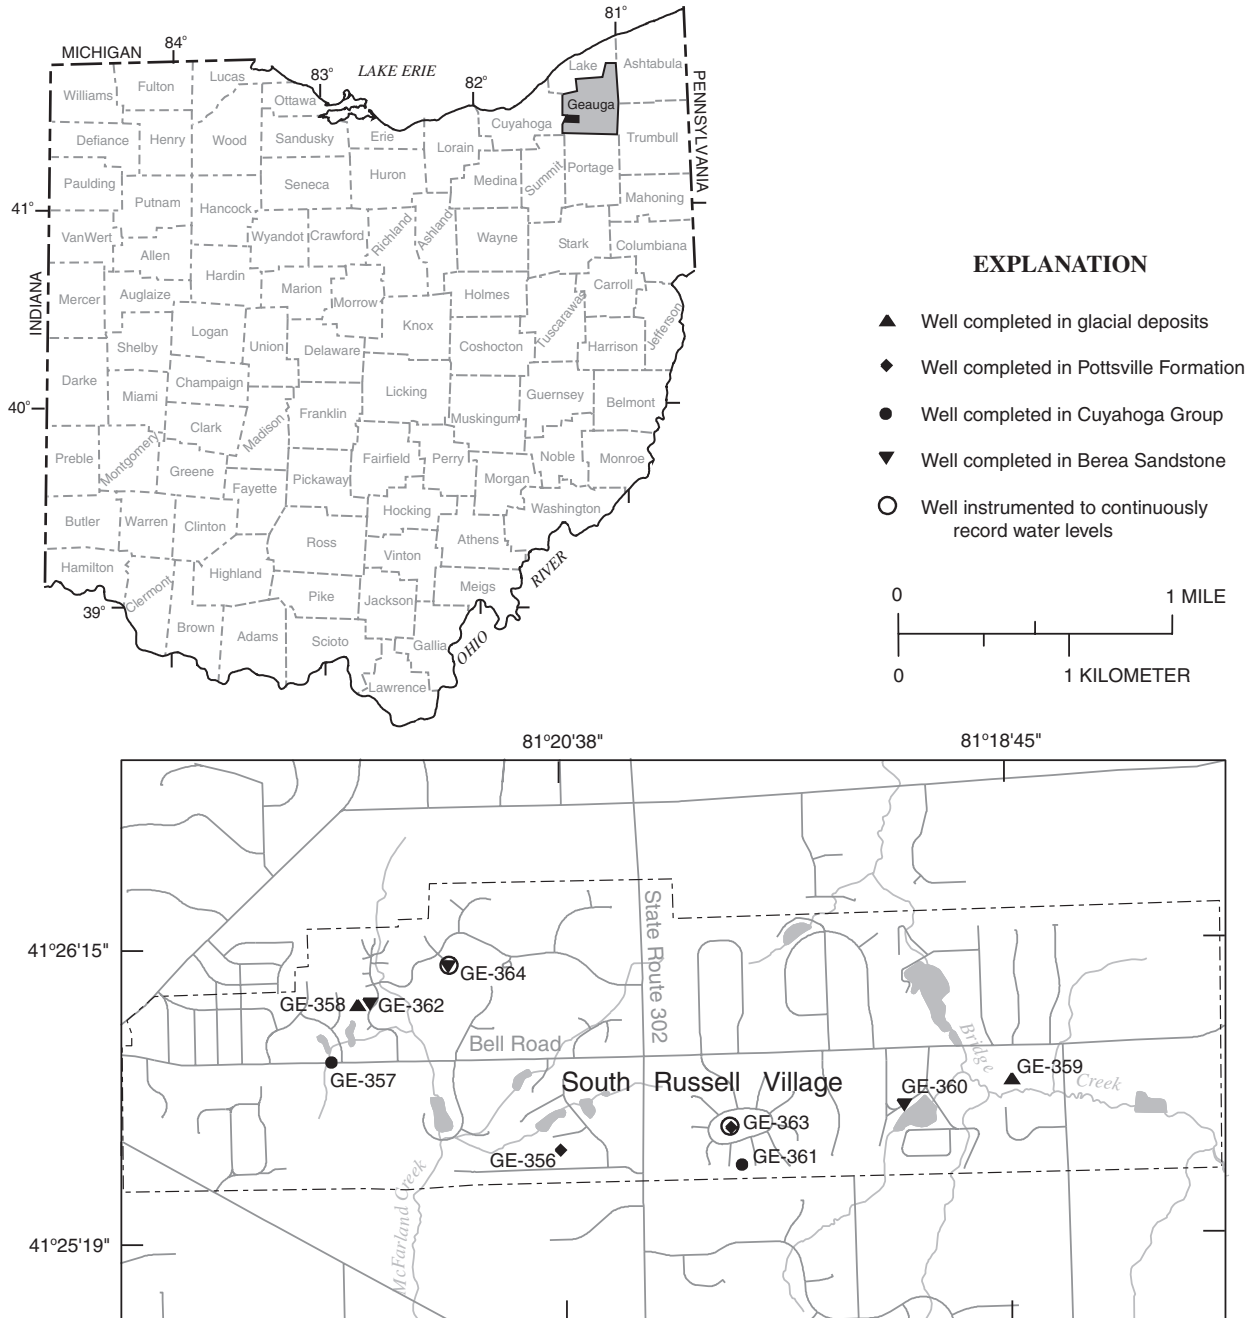 81°
MICHIGAN
84°
83°
LAKE ERIE
82°
Lake
Ashtabula
Williams
Fulton
Lucas
Ottawa
Geauga
PENNSYLVANIA
Defiance
Henry
Wood
Sandusky
Erie
Lorain
Cuyahoga
Trumbull
Paulding
Putnam
Hancock
Seneca
Huron
Medina
Summit
Portage
Mahoning
41°
VanWert
Allen
Wyandot
Crawford
Richland
Ashland
Wayne
Stark
Columbiana
INDIANA
Mercer
Auglaize
Hardin
Marion
Morrow
Holmes
Tuscarawas
Carroll
Jefferson
Shelby
Logan
Union
Delaware
Knox
Coshocton
Harrison
Darke
Miami
Champaign
Licking
Guernsey
Belmont
40°
Clark
Madison
Franklin
Muskingum
Preble
Montgomery
Greene
Fayette
Pickaway
Fairfield
Perry
Morgan
Noble
Monroe
Butler
Warren
Clinton
Ross
Hocking
Washington
Athens
Vinton
Hamilton
Clermont
Highland
Pike
Jackson
Meigs
39°
Brown
Adams
Scioto
Gallia
Lawrence
OHIO
RIVER
EXPLANATION
Well completed in glacial deposits
Well completed in Pottsville Formation
Well completed in Cuyahoga Group
Well completed in Berea Sandstone
Well instrumented to continuously
record water levels
0
1 MILE
0
1 KILOMETER
81°20'38"
81°18'45"
41°26'15"
State Route 302
GE-364
GE-358
GE-362
Bell Road
Bridge
Creek
GE-357
South Russell Village
GE-359
GE-360
GE-363
GE-356
GE-361
McFarland Creek
41°25'19"